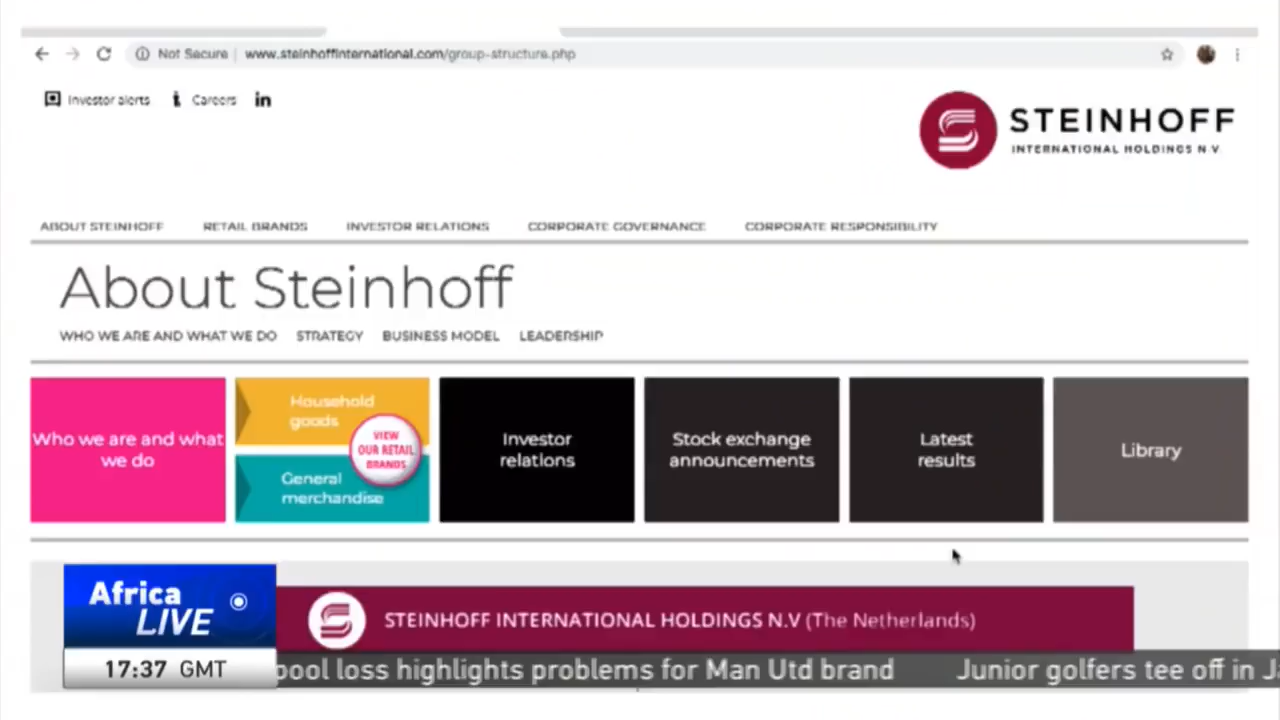 Not Secure www.steinhoffinternational.com/group-structure.php
Investor alerts Careers in
STEINHOFF
INTERNATIONAL HOLDINGS N.V.
ABOUT STEINHOFF RETAIL BRANDS INVESTOR RELATIONS CORPORATE GOVERNANCE CORPORATE RESPONSIBILITY
About Steinhoff
WHO WE ARE AND WHAT WE DO STRATEGY BUSINESS MODEL LEADERSHIP
Who we are and what
we do
Household
goods
VIEW
OUR RETAIL
BRANDS
General
merchandise
Investor
relations
Stock exchange
announcements
Latest
results
Library
STEINHOFF INTERNATIONAL HOLDINGS N.V (The Netherlands)
Africa
LIVE
17:37 GMT
pool loss highlights problems for Man Utd brand Junior golfers tee off in